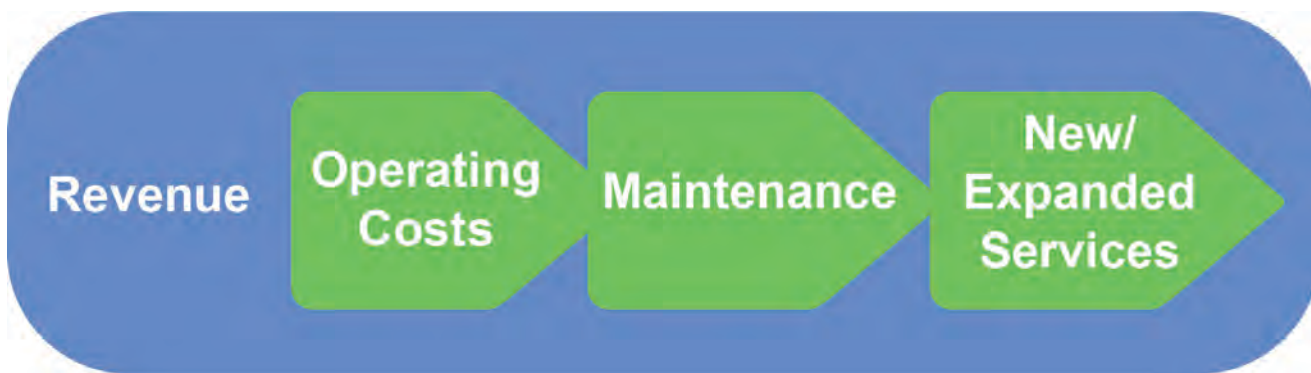 Revenue
Operating
Costs
Maintenance
New/
Expanded
Services